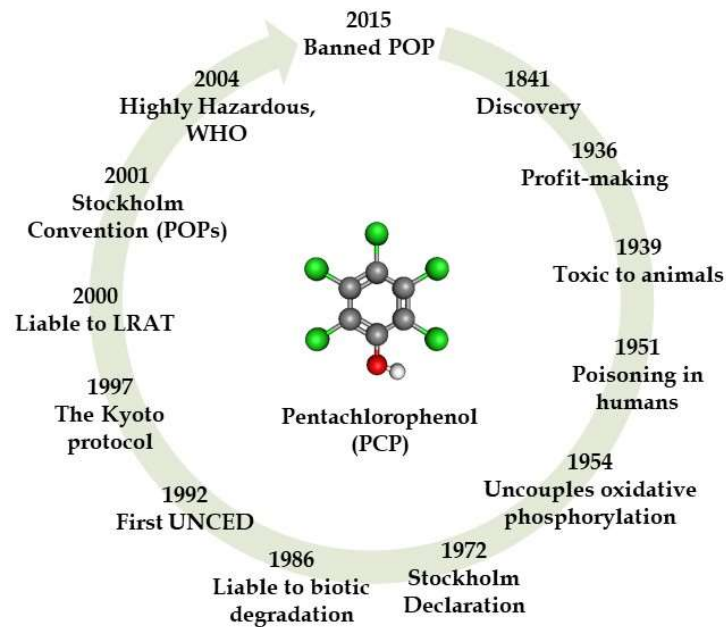 2015
Banned POP
1841
Discovery
1936
Profit-making
1939
Toxic to animals
1951
Poisoning in
humans
1954
Uncouples oxidative
phosphorylation
1972
Stockholm
Declaration
1986
Liable to biotic
degradation
1992
First UNCED
1997
The Kyoto
protocol
2000
Liable to LRAT
2001
Stockholm
Convention (POPs)
2004
Highly Hazardous,
WHO
Pentachlorophenol
(PCP)